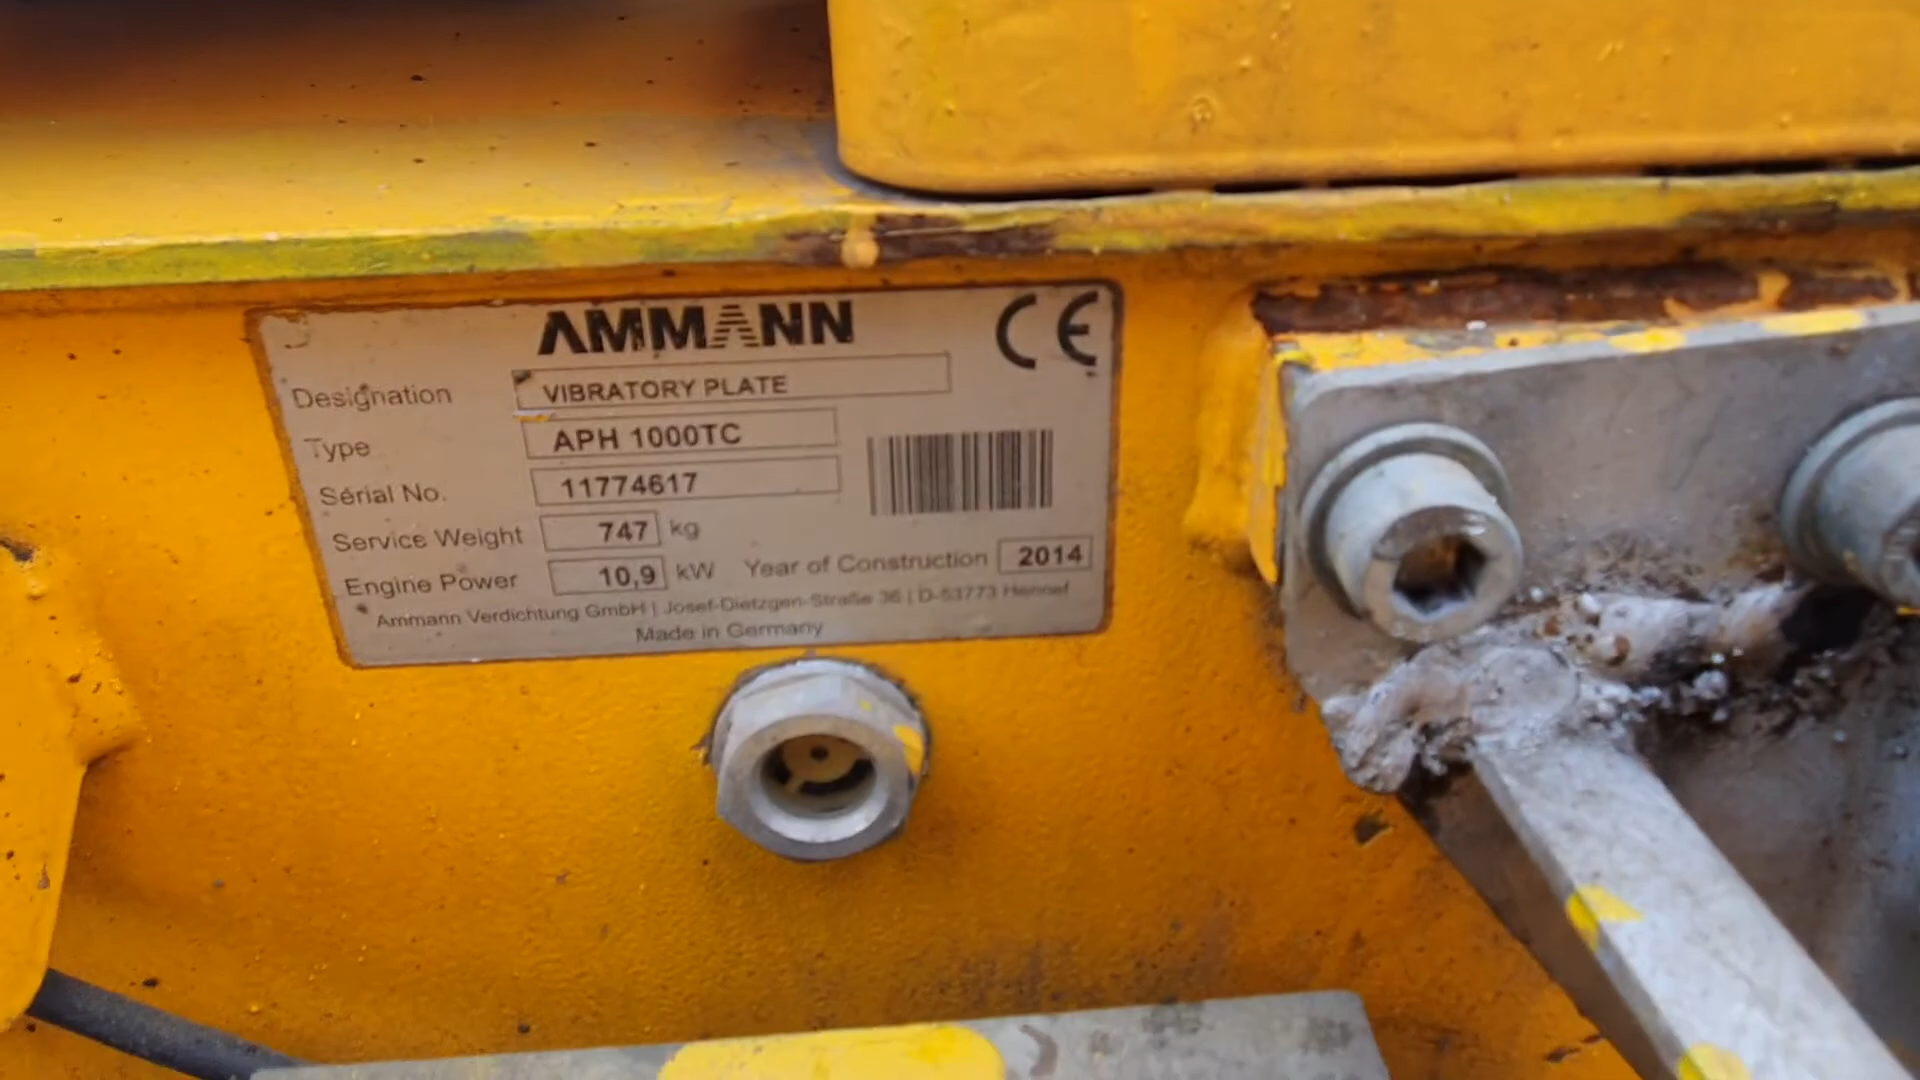 AMMANN CE
Designation VIBRATORY PLATE
Type APH 1000TC
Serial No. 11774617
Service Weight 747 kg
Engine Power 10,9 kW Year of Construction 2014
Ammann Verdichtung GmbH | Josef-Dietzgen-Straße 36 | D-53773 Hennef
Made in Germany